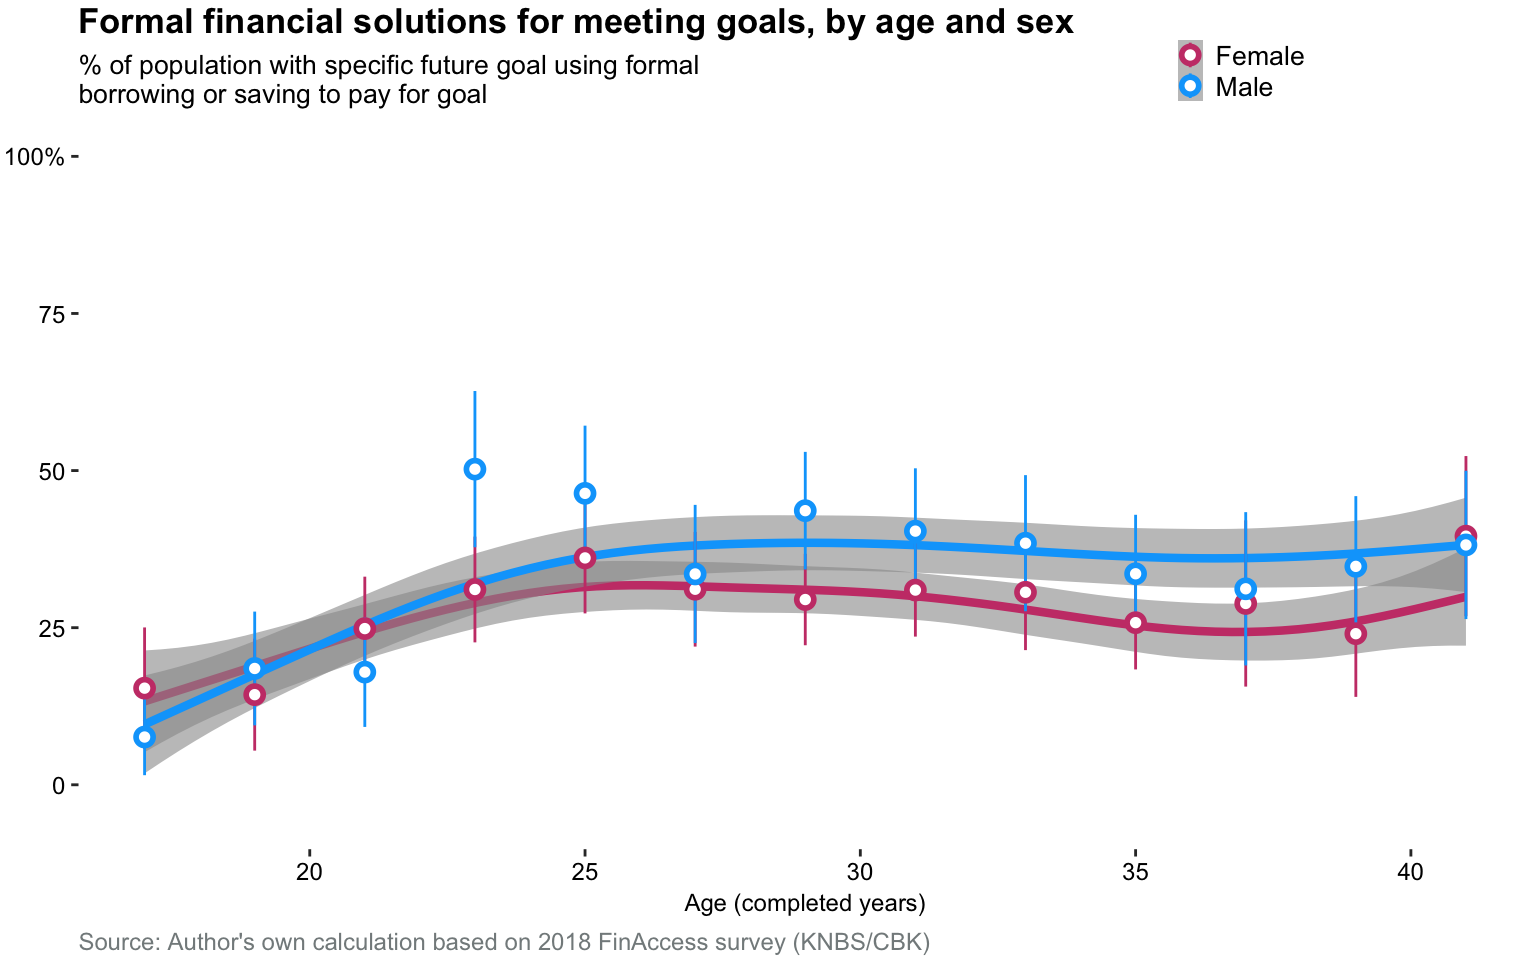 Formal financial solutions for meeting goals, by age and sex
% of population with specific future goal using formal
borrowing or saving to pay for goal
Female
Male
100%
75
50
25
0
20
25
30
35
40
Age (completed years)
Source: Author's own calculation based on 2018 FinAccess survey (KNBS/CBK)